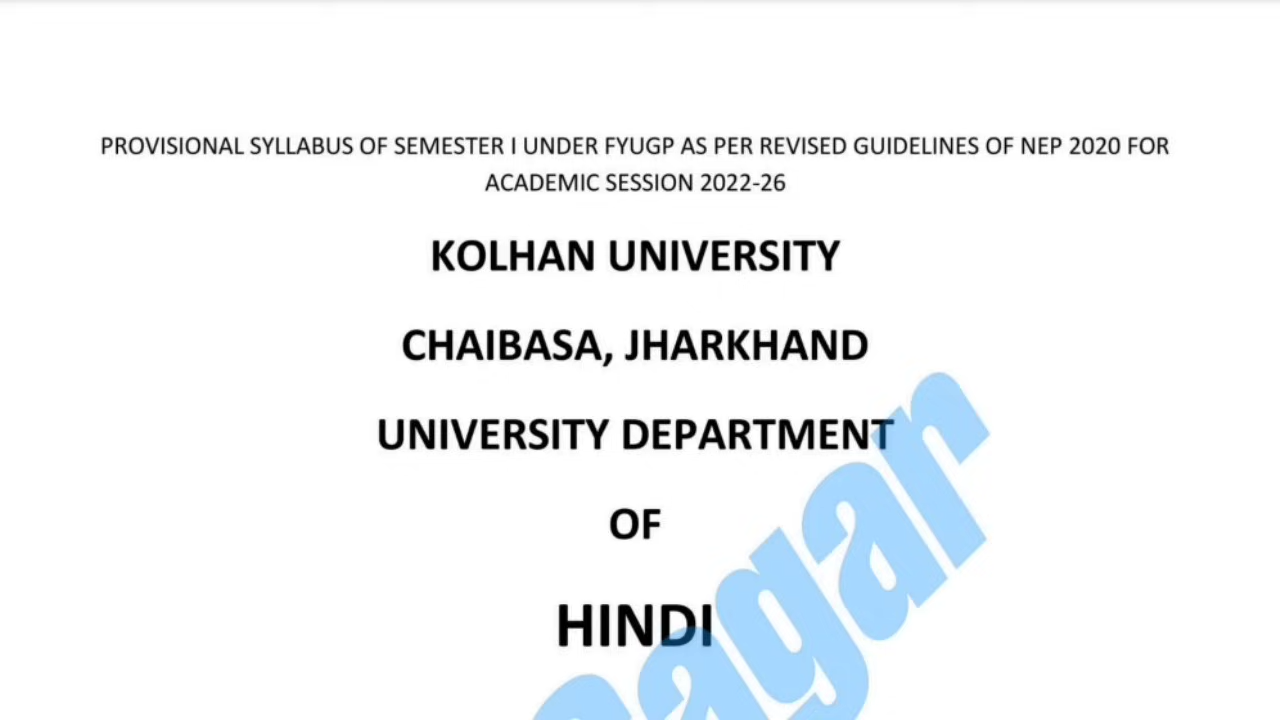 PROVISIONAL SYLLABUS OF SEMESTER I UNDER FYUGP AS PER REVISED GUIDELINES OF NEP 2020 FOR
ACADEMIC SESSION 2022-26
KOLHAN UNIVERSITY
CHAIBASA, JHARKHAND
UNIVERSITY DEPARTMENT
OF
HINDI